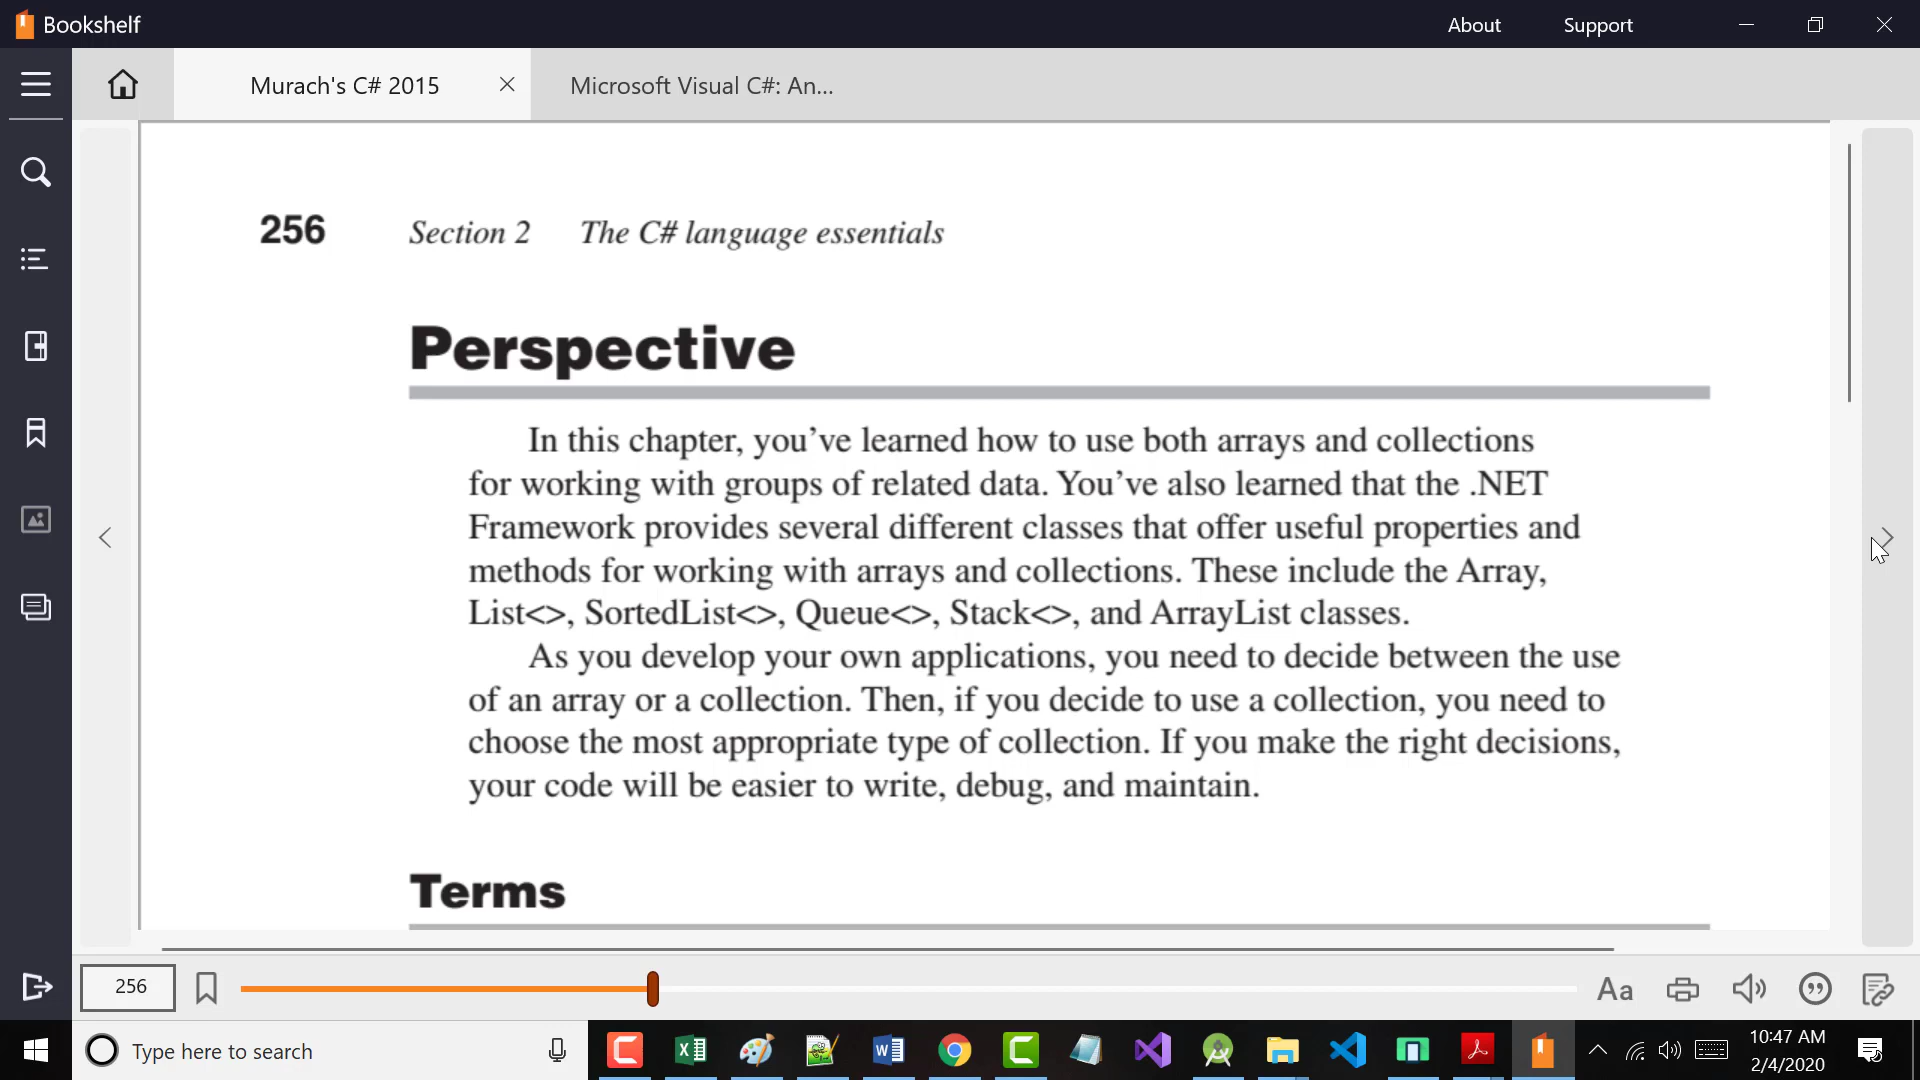 Bookshelf
About
Support
Murach's C# 2015
Microsoft Visual C#: An...
256 Section 2 The C# language essentials
Perspective
In this chapter, you've learned how to use both arrays and collections
for working with groups of related data. You've also learned that the .NET
Framework provides several different classes that offer useful properties and
methods for working with arrays and collections. These include the Array,
List<>, SortedList<>, Queue<>, Stack<>, and ArrayList classes.
As you develop your own applications, you need to decide between the use
of an array or a collection. Then, if you decide to use a collection, you need to
choose the most appropriate type of collection. If you make the right decisions,
your code will be easier to write, debug, and maintain.
Terms
256
Aa
Type here to search
10:47 AM
2/4/2020